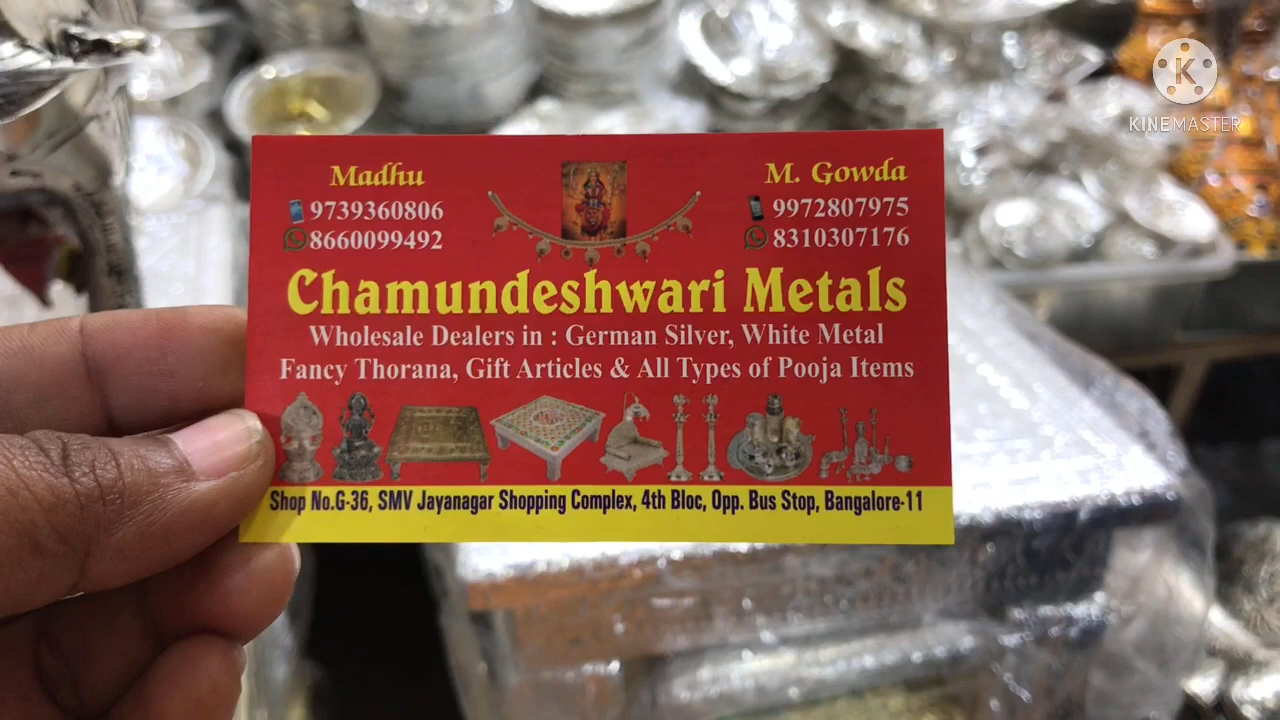 Madhu
9739360806
8660099492
M. Gowda
9972807975
8310307176
Chamundeshwari Metals
Wholesale Dealers in : German Silver, White Metal
Fancy Thorana, Gift Articles & All Types of Pooja Items
Shop No.G-36, SMV Jayanagar Shopping Complex, 4th Bloc, Opp. Bus Stop, Bangalore-11
K
KINEMASTER